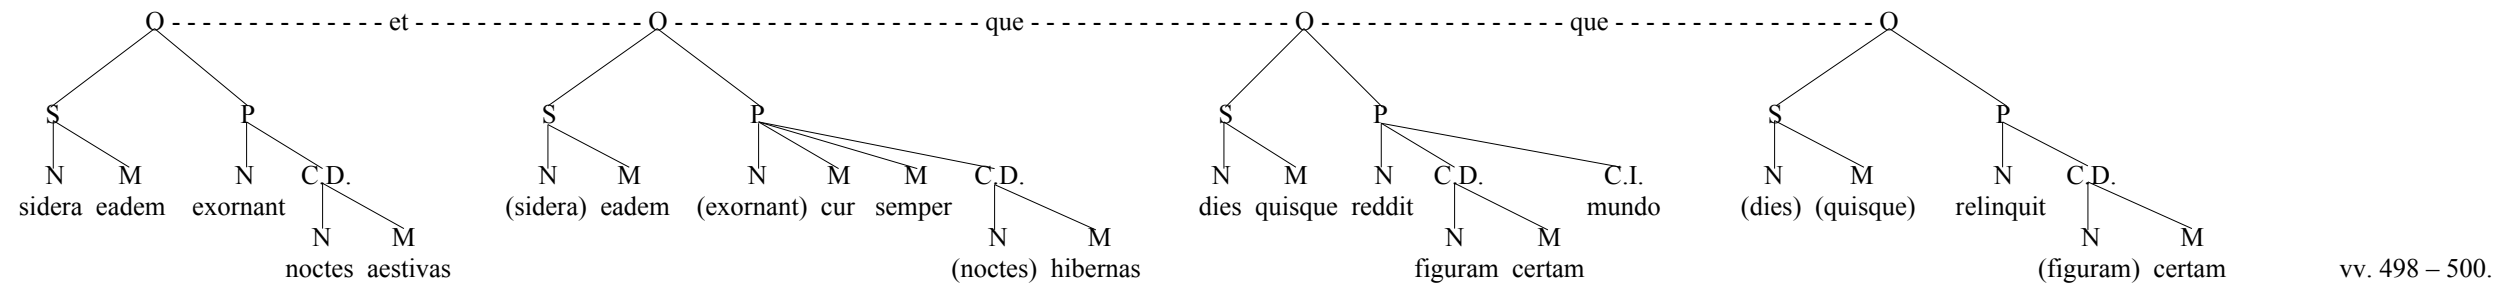 O - - - - - - - - - - - - - - - - et - - - - - - - - - - - - - - - - - O - - - - - - - - - - - - - - - - - - - - - - - que - - - - - - - - - - - - - - - - - - - O - - - - - - - - - - - - - - - - - - que - - - - - - - - - - - - - - - - - - - O
S P S P S P S P
N M N C.D. N M N M M C.D. N M N C.D. C.I. N M N C.D.
sidera eadem exornant (sidera) eadem (exornant) cur semper dies quisque reddit mundo (dies) (quisque) relinquit
N M N M N M N M
noctes aestivas (noctes) hibernas figuram certam (figuram) certam vv. 498 – 500.